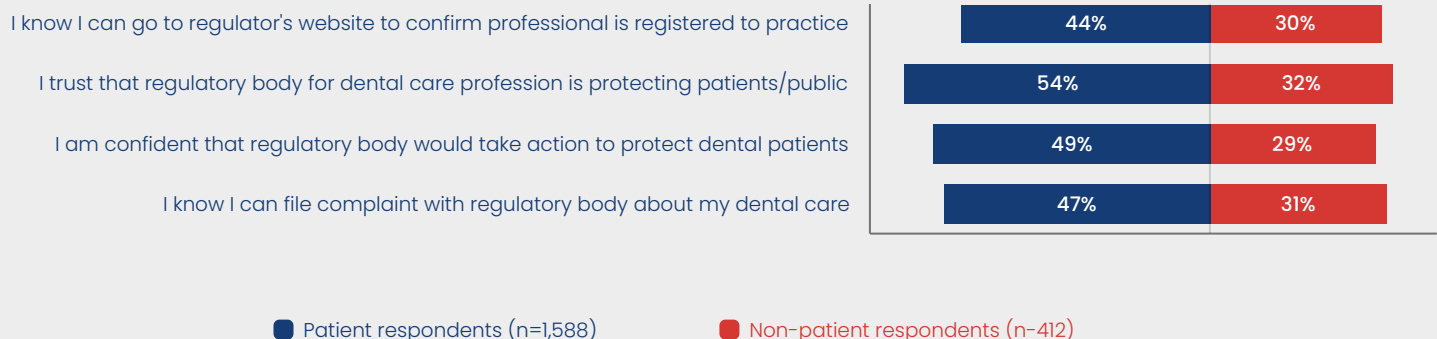 I know I can go to regulator's website to confirm professional is registered to practice 44% 30%
I trust that regulatory body for dental care profession is protecting patients/public 54% 32%
I am confident that regulatory body would take action to protect dental patients 49% 29%
I know I can file complaint with regulatory body about my dental care 47% 31%
Patient respondents (n=1,588) Non-patient respondents (n-412)